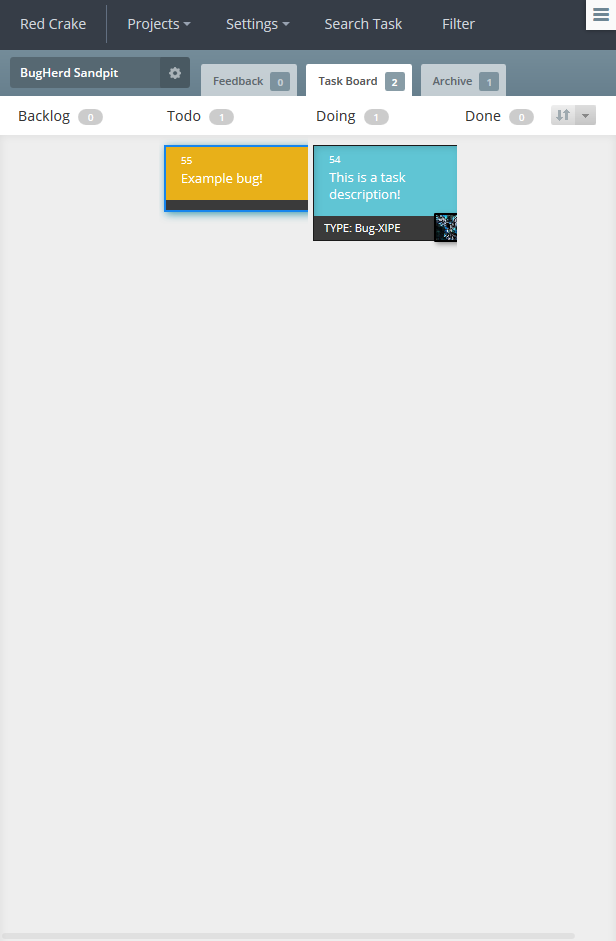 Red Crake Projects Settings Search Task Filter
BugHerd Sandpit
Feedback 0 Task Board 2 Archive 1
Backlog 0 Todo 1 Doing 1 Done 0
55
Example bug!
54
This is a task
description!
TYPE: Bug-XIPE